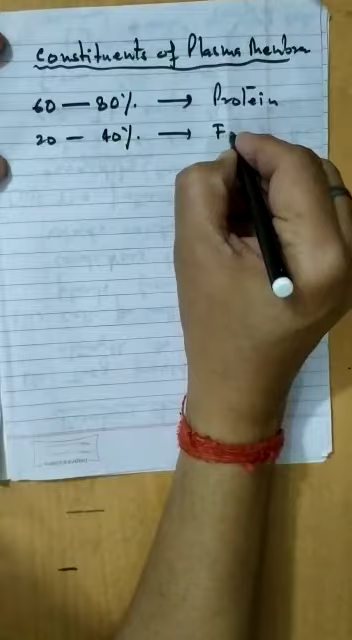 Constituents of Plasma Membra
60 — 80%. → Protein
20 — 40%. → F